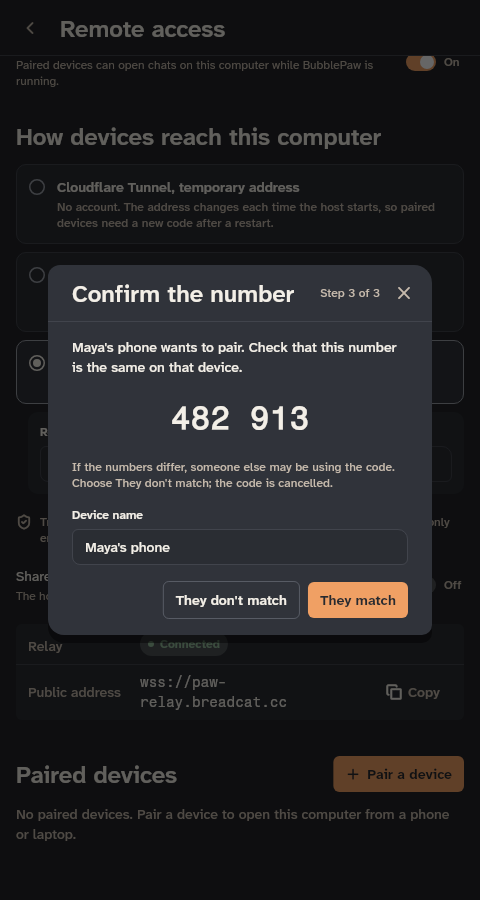 Remote access
Paired devices can open chats on this computer while BubblePaw is
running.
On
How devices reach this computer
Cloudflare Tunnel, temporary address
No account. The address changes each time the host starts, so paired
devices need a new code after a restart.
Confirm the number
Step 3 of 3
Maya's phone wants to pair. Check that this number
is the same on that device.
482 913
If the numbers differ, someone else may be using the code.
Choose They don't match; the code is cancelled.
Device name
Maya's phone
They don't match
They match
only
Share
Off
The
Relay
Connected
Public address
wss://paw-
relay.breadcat.cc
Copy
Paired devices
Pair a device
No paired devices. Pair a device to open this computer from a phone
or laptop.